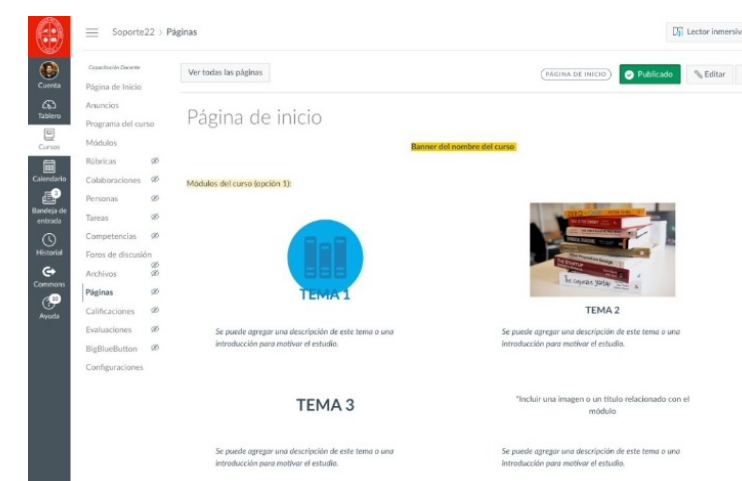 Soporte22 > Páginas
Lector inmersiv
Cuenta
Tablero
Cursos
Calendario
Bandeja de
entrada
Historial
Commons
Ayuda
Capacitación Docente
Página de Inicio
Anuncios
Programa del curso
Módulos
Rúbricas
Colaboraciones
Personas
Tareas
Competencias
Foros de discusión
Archivos
Páginas
Calificaciones
Evaluaciones
BigBlueButton
Configuraciones
Ver todas las páginas
PÁGINA DE INICIO
Publicado
Editar
Página de inicio
Banner del nombre del curso
Módulos del curso (opción 1):
TEMA 1
TEMA 2
Se puede agregar una descripción de este tema o una
introducción para motivar el estudio.
Se puede agregar una descripción de este tema o una
introducción para motivar el estudio.
TEMA 3
*Incluir una imagen o un título relacionado con el
módulo
Se puede agregar una descripción de este tema o una
introducción para motivar el estudio.
Se puede agregar una descripción de este tema o una
introducción para motivar el estudio.